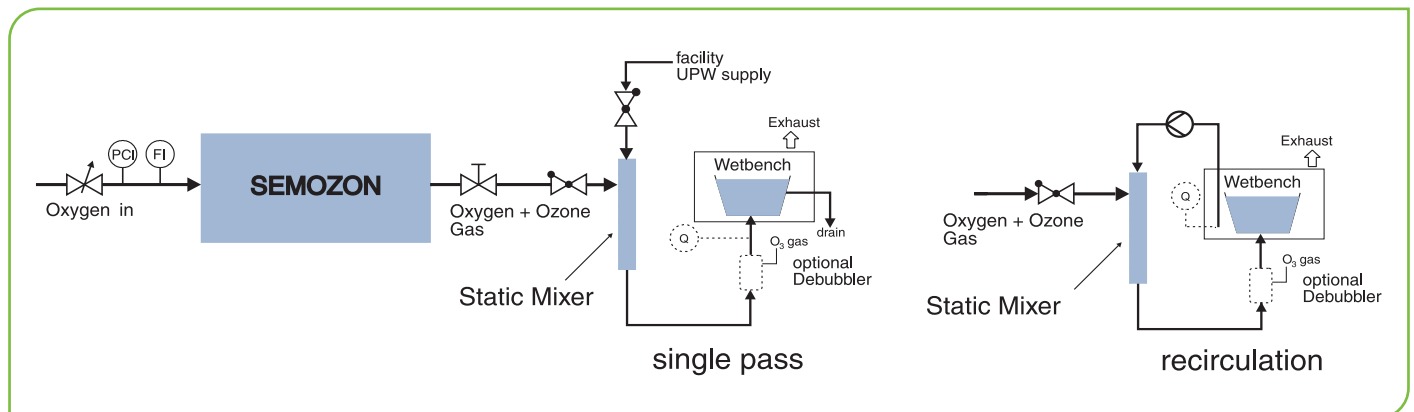 facility
UPW supply
Exhaust
PCI
FI
SEMOZON
Wetbench
Oxygen in
Oxygen + Ozone
Gas
Q
drain
O3 gas
optional
Debubbler
Static Mixer
single pass
Exhaust
Wetbench
Q
Oxygen + Ozone
Gas
O3 gas
optional
Debubbler
Static Mixer
recirculation